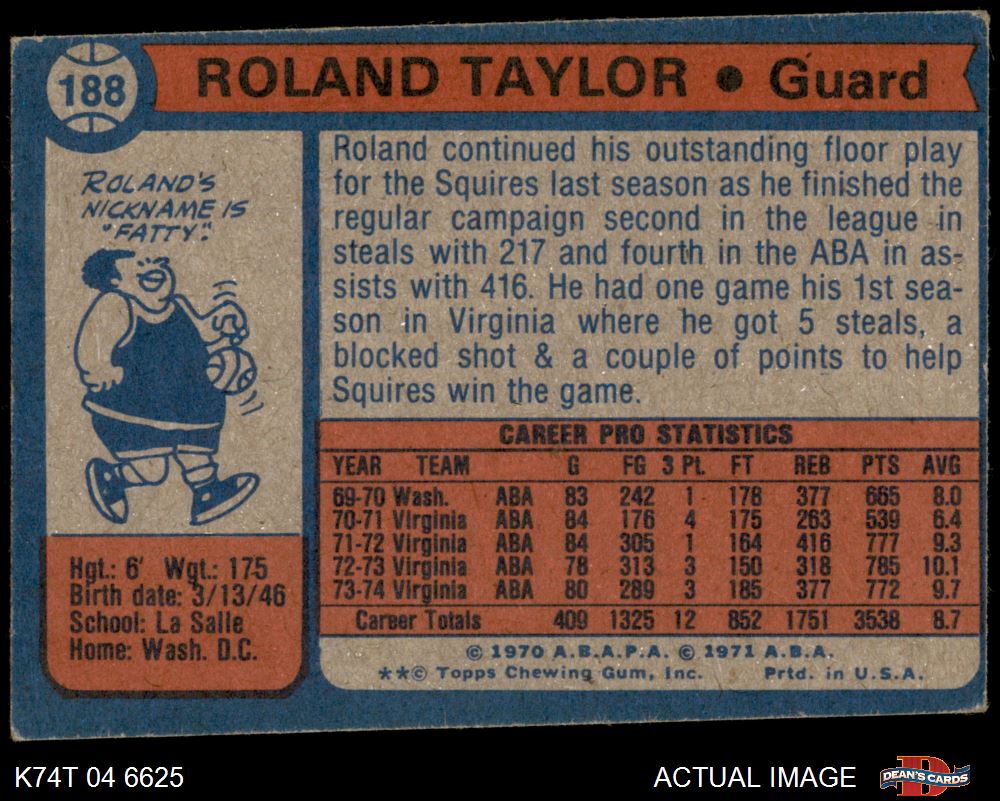 188
ROLAND TAYLOR • Guard
ROLAND'S
NICKNAME IS
"FATTY".
Roland continued his outstanding floor play
for the Squires last season as he finished the
regular campaign second in the league in
steals with 217 and fourth in the ABA in as-
sists with 416. He had one game his 1st sea-
son in Virginia where he got 5 steals, a
blocked shot & a couple of points to help
Squires win the game.
Hgt.: 6' Wgt.: 175
Birth date: 3/13/46
School: La Salle
Home: Wash. D.C.
CAREER PRO STATISTICS
YEAR TEAM G FG 3 PL FT REB PTS AVG
69-70 Wash. ABA 83 242 1 178 377 665 8.0
70-71 Virginia ABA 84 176 4 175 263 539 6.4
71-72 Virginia ABA 84 305 1 164 416 777 9.3
72-73 Virginia ABA 78 313 3 150 318 785 10.1
73-74 Virginia ABA 80 289 3 185 377 772 9.7
Career Totals 409 1325 12 852 1751 3538 8.7
© 1970 A.B.A.P.A. © 1971 A.B.A.
**© Topps Chewing Gum, Inc. Prtd. in U.S.A.
K74T 04 6625
ACTUAL IMAGE
D
DEAN'S CARDS